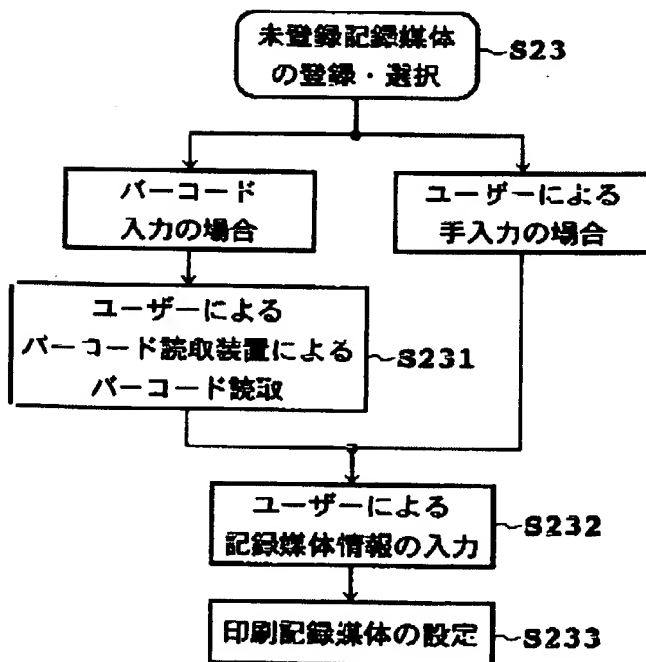 未登録記録媒体
の登録・選択
S23
バーコード
入力の場合
ユーザーによる
手入力の場合
ユーザーによる
バーコード読取装置による
バーコード読取
S231
ユーザーによる
記録媒体情報の入力
S232
印刷記録媒体の設定
S233